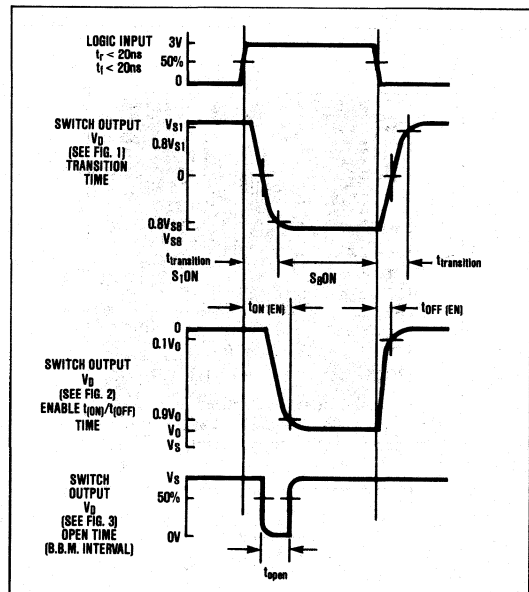 LOGIC INPUT
tr < 20ns
tf < 20ns
3V
50%
0
SWITCH OUTPUT
VD
(SEE FIG. 1)
TRANSITION
TIME
VS1
0.8VS1
0
0.8VS8
VS8
ttransition
S1ON
S8ON
ttransition
tON (EN)
tOFF (EN)
SWITCH OUTPUT
VD
(SEE FIG. 2)
ENABLE t(ON)/t(OFF)
TIME
0
0.1VO
0.9VO
VO
VS
SWITCH
OUTPUT
VD
(SEE FIG. 3)
OPEN TIME
(B.B.M. INTERVAL)
VS
50%
0V
topen